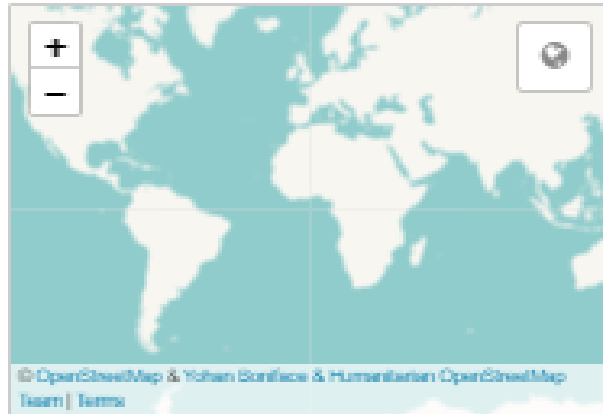 +
−
© OpenStreetMap & Yohan Boniface & Humanitarian OpenStreetMap
Team | Terms